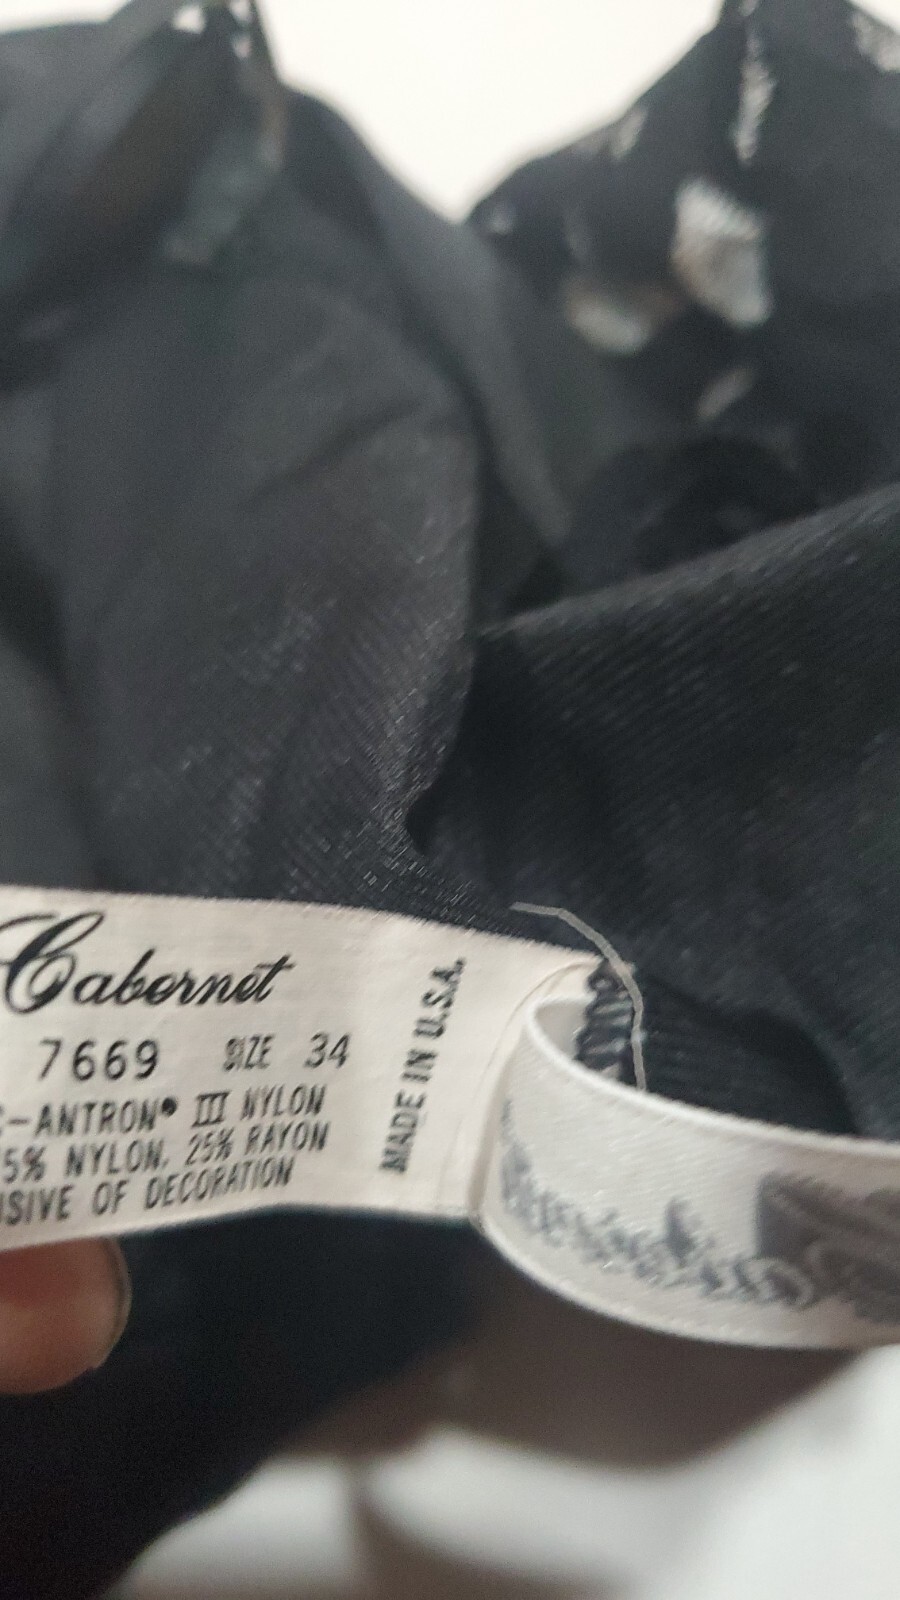 Cabernet
7669 SIZE 34
C-ANTRON® III NYLON
5% NYLON, 25% RAYON
SIVE OF DECORATION
MADE IN U.S.A.